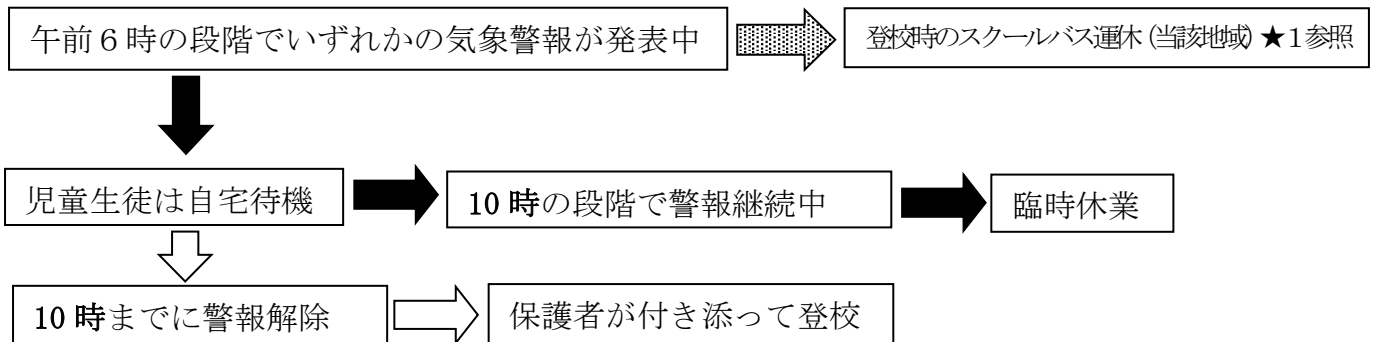 午前６時の段階でいずれかの気象警報が発表中
登校時のスクールバス運休(当該地域)★１参照
児童生徒は自宅待機
10時の段階で警報継続中
臨時休業
10時までに警報解除
保護者が付き添って登校